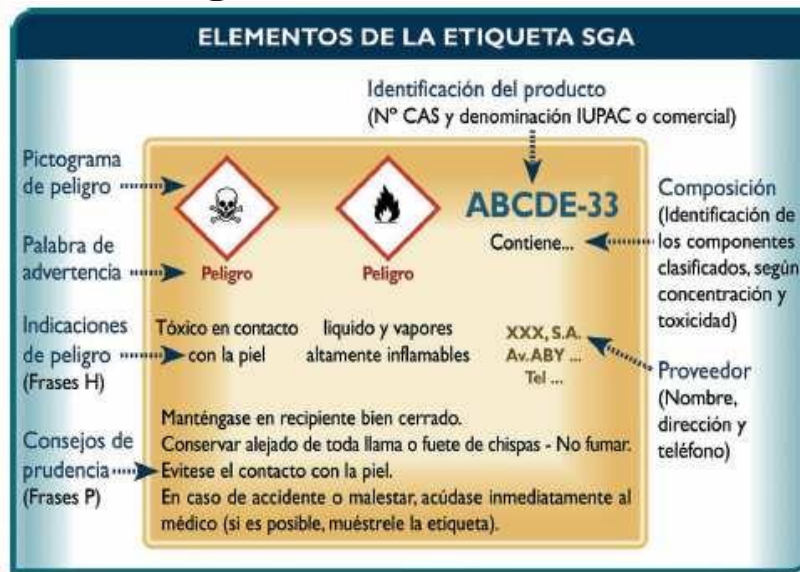 ELEMENTOS DE LA ETIQUETA SGA
Identificación del producto
(Nº CAS y denominación IUPAC o comercial)
Pictograma
de peligro
ABCDE-33
Contiene...
Composición
(Identificación de
los componentes
clasificados, según
concentración y
toxicidad)
Palabra de
advertencia
Peligro
Peligro
Indicaciones
de peligro
(Frases H)
Tóxico en contacto
con la piel
liquido y vapores
altamente inflamables
XXX, S.A.
Av. ABY ...
Tel ...
Proveedor
(Nombre,
dirección y
teléfono)
Consejos de
prudencia
(Frases P)
Manténgase en recipiente bien cerrado.
Conservar alejado de toda llama o fuete de chispas - No fumar.
Evitese el contacto con la piel.
En caso de accidente o malestar, acúdase inmediatamente al
médico (si es posible, muéstrele la etiqueta).